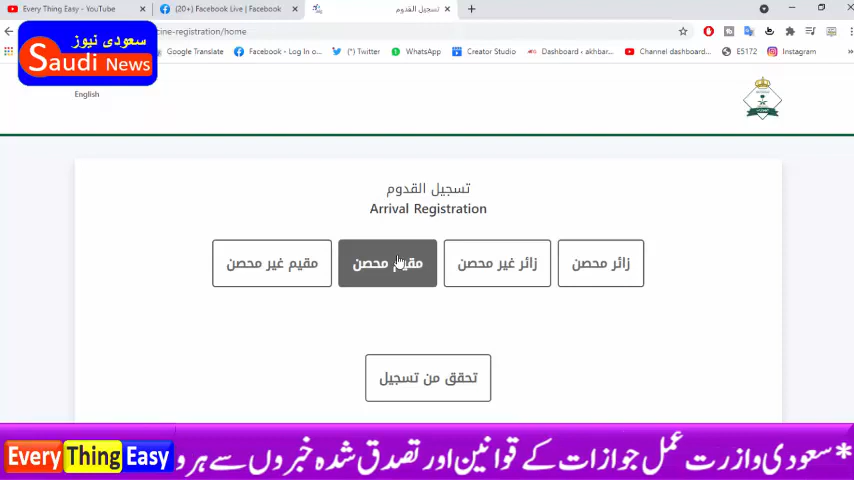 Every Thing Easy - YouTube
(20+) Facebook Live | Facebook
تسجيل القدوم
cine-registration/home
Google Translate
Facebook - Log In o...
(*) Twitter
WhatsApp
Creator Studio
Dashboard ‹ akhbar...
Channel dashboard...
E5172
Instagram
سعودی نیوز
Saudi News
English
تسجيل القدوم
Arrival Registration
زائر محصن
زائر غير محصن
مقيم محصن
مقيم غير محصن
تحقق من تسجيل
Every Thing Easy
*سعودی وازرت عمل جوازات کے قوانین اور تصدق شدہ خبروں سے ہر و